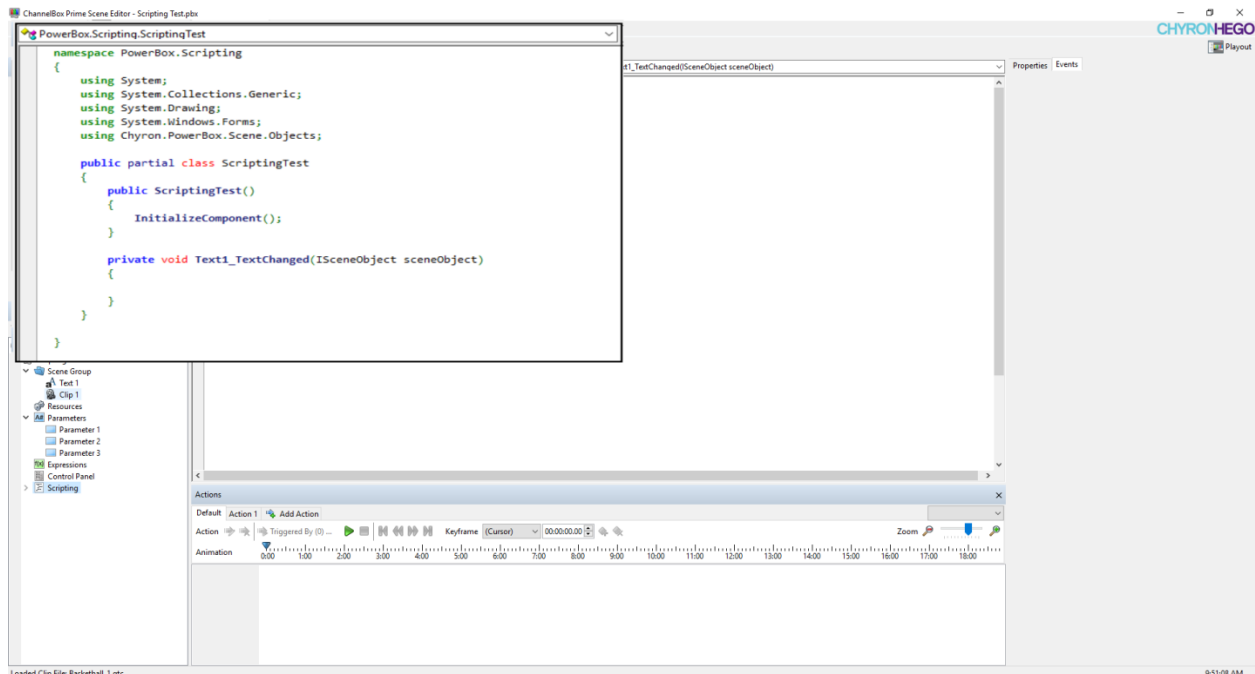 ChannelBox Prime Scene Editor - Scripting Test.pbx
CHYRONHEGO
Playout
PowerBox.Scripting.ScriptingTest
namespace PowerBox.Scripting
{
using System;
using System.Collections.Generic;
using System.Drawing;
using System.Windows.Forms;
using Chyron.PowerBox.Scene.Objects;
public partial class ScriptingTest
{
public ScriptingTest()
{
InitializeComponent();
}
private void Text1_TextChanged(ISceneObject sceneObject)
{
}
}
}
t1_TextChanged(ISceneObject sceneObject)
Properties Events
Scene Group
Text 1
Clip 1
Resources
Parameters
Parameter 1
Parameter 2
Parameter 3
Expressions
Control Panel
Scripting
Actions
Default Action 1 Add Action
Action Triggered By (0) ... Keyframe (Cursor) 00:00:00.00 Zoom
Animation 0:00 1:00 2:00 3:00 4:00 5:00 6:00 7:00 8:00 9:00 10:00 11:00 12:00 13:00 14:00 15:00 16:00 17:00 18:00
9:51:08 AM